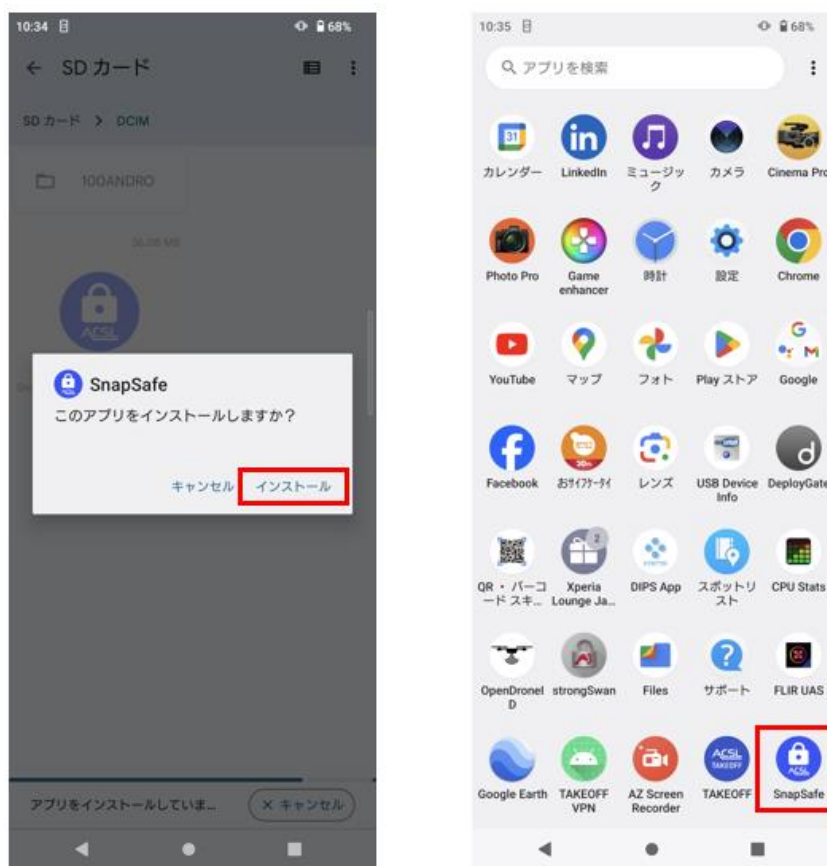 10:34
68%
SD カード
SD カード > DCIM
100ANDRO
ACSL
SnapSafe
このアプリをインストールしますか？
キャンセル
インストール
アプリをインストールしていま...
× キャンセル
10:35
68%
アプリを検索
31
カレンダー
in
LinkedIn
ミュージッ
ク
カメラ
Cinema Pro
Photo Pro
Game
enhancer
時計
設定
Chrome
YouTube
マップ
フォト
Play ストア
Google
Facebook
おサイフケータイ
レンズ
USB Device
Info
DeployGate
QR・バーコ
ード スキ...
2
Xperia
Lounge Ja...
DIPS App
スポットリ
スト
CPU Stats
OpenDroneI
D
strongSwan
Files
サポート
FLIR UAS
Google Earth
TAKEOFF
VPN
AZ Screen
Recorder
ACSL
TAKEOFF
TAKEOFF
ACSL
SnapSafe